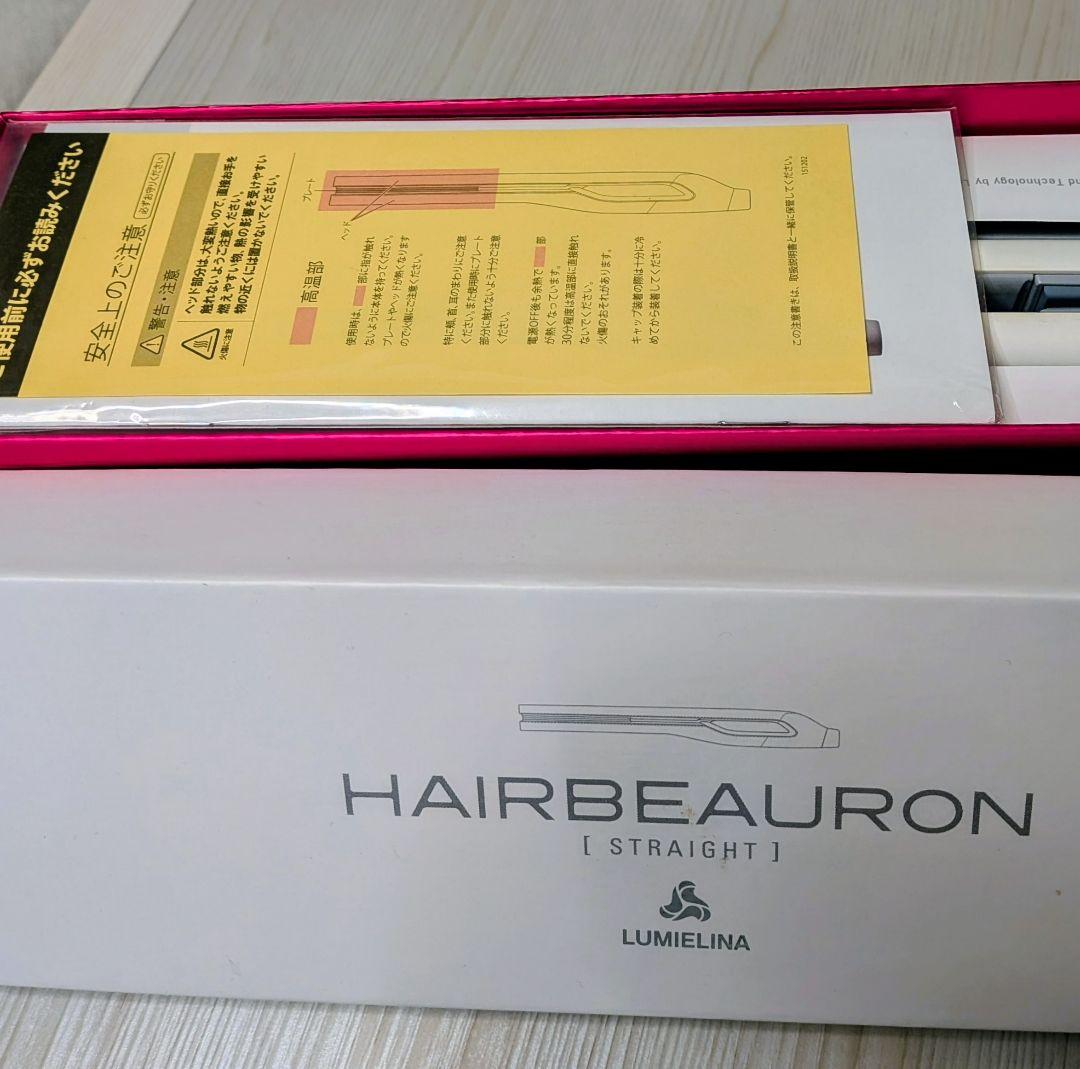 使用前に必ずお読みください
安全上のご注意
必ずお守りください
警告・注意
火傷に注意
ヘッド部分は、大変熱いので、直接お手を
触れないようご注意ください。
燃えやすい物、熱の影響を受けやすい
物の近くには置かないでください。
高温部
プレート
ヘッド
使用時は、 部に指が触れ
ないように本体を持ってください。
プレートやヘッドが熱くなります
ので火傷にご注意ください。
特に頬、首、耳のまわりにご注意
ください。また使用時にプレート
部分に触れないよう十分ご注意
ください。
電源OFF後も余熱で 部
が熱くなっています。
30分程度は高温部に直接触れ
ないでください。
火傷のおそれがあります。
キャップ装着の際は十分に冷
めてから装着してください。
この注意書きは、取扱説明書と一緒に保管してください。
151202
nd Technology by
HAIRBEAURON
[ STRAIGHT ]
LUMIELINA